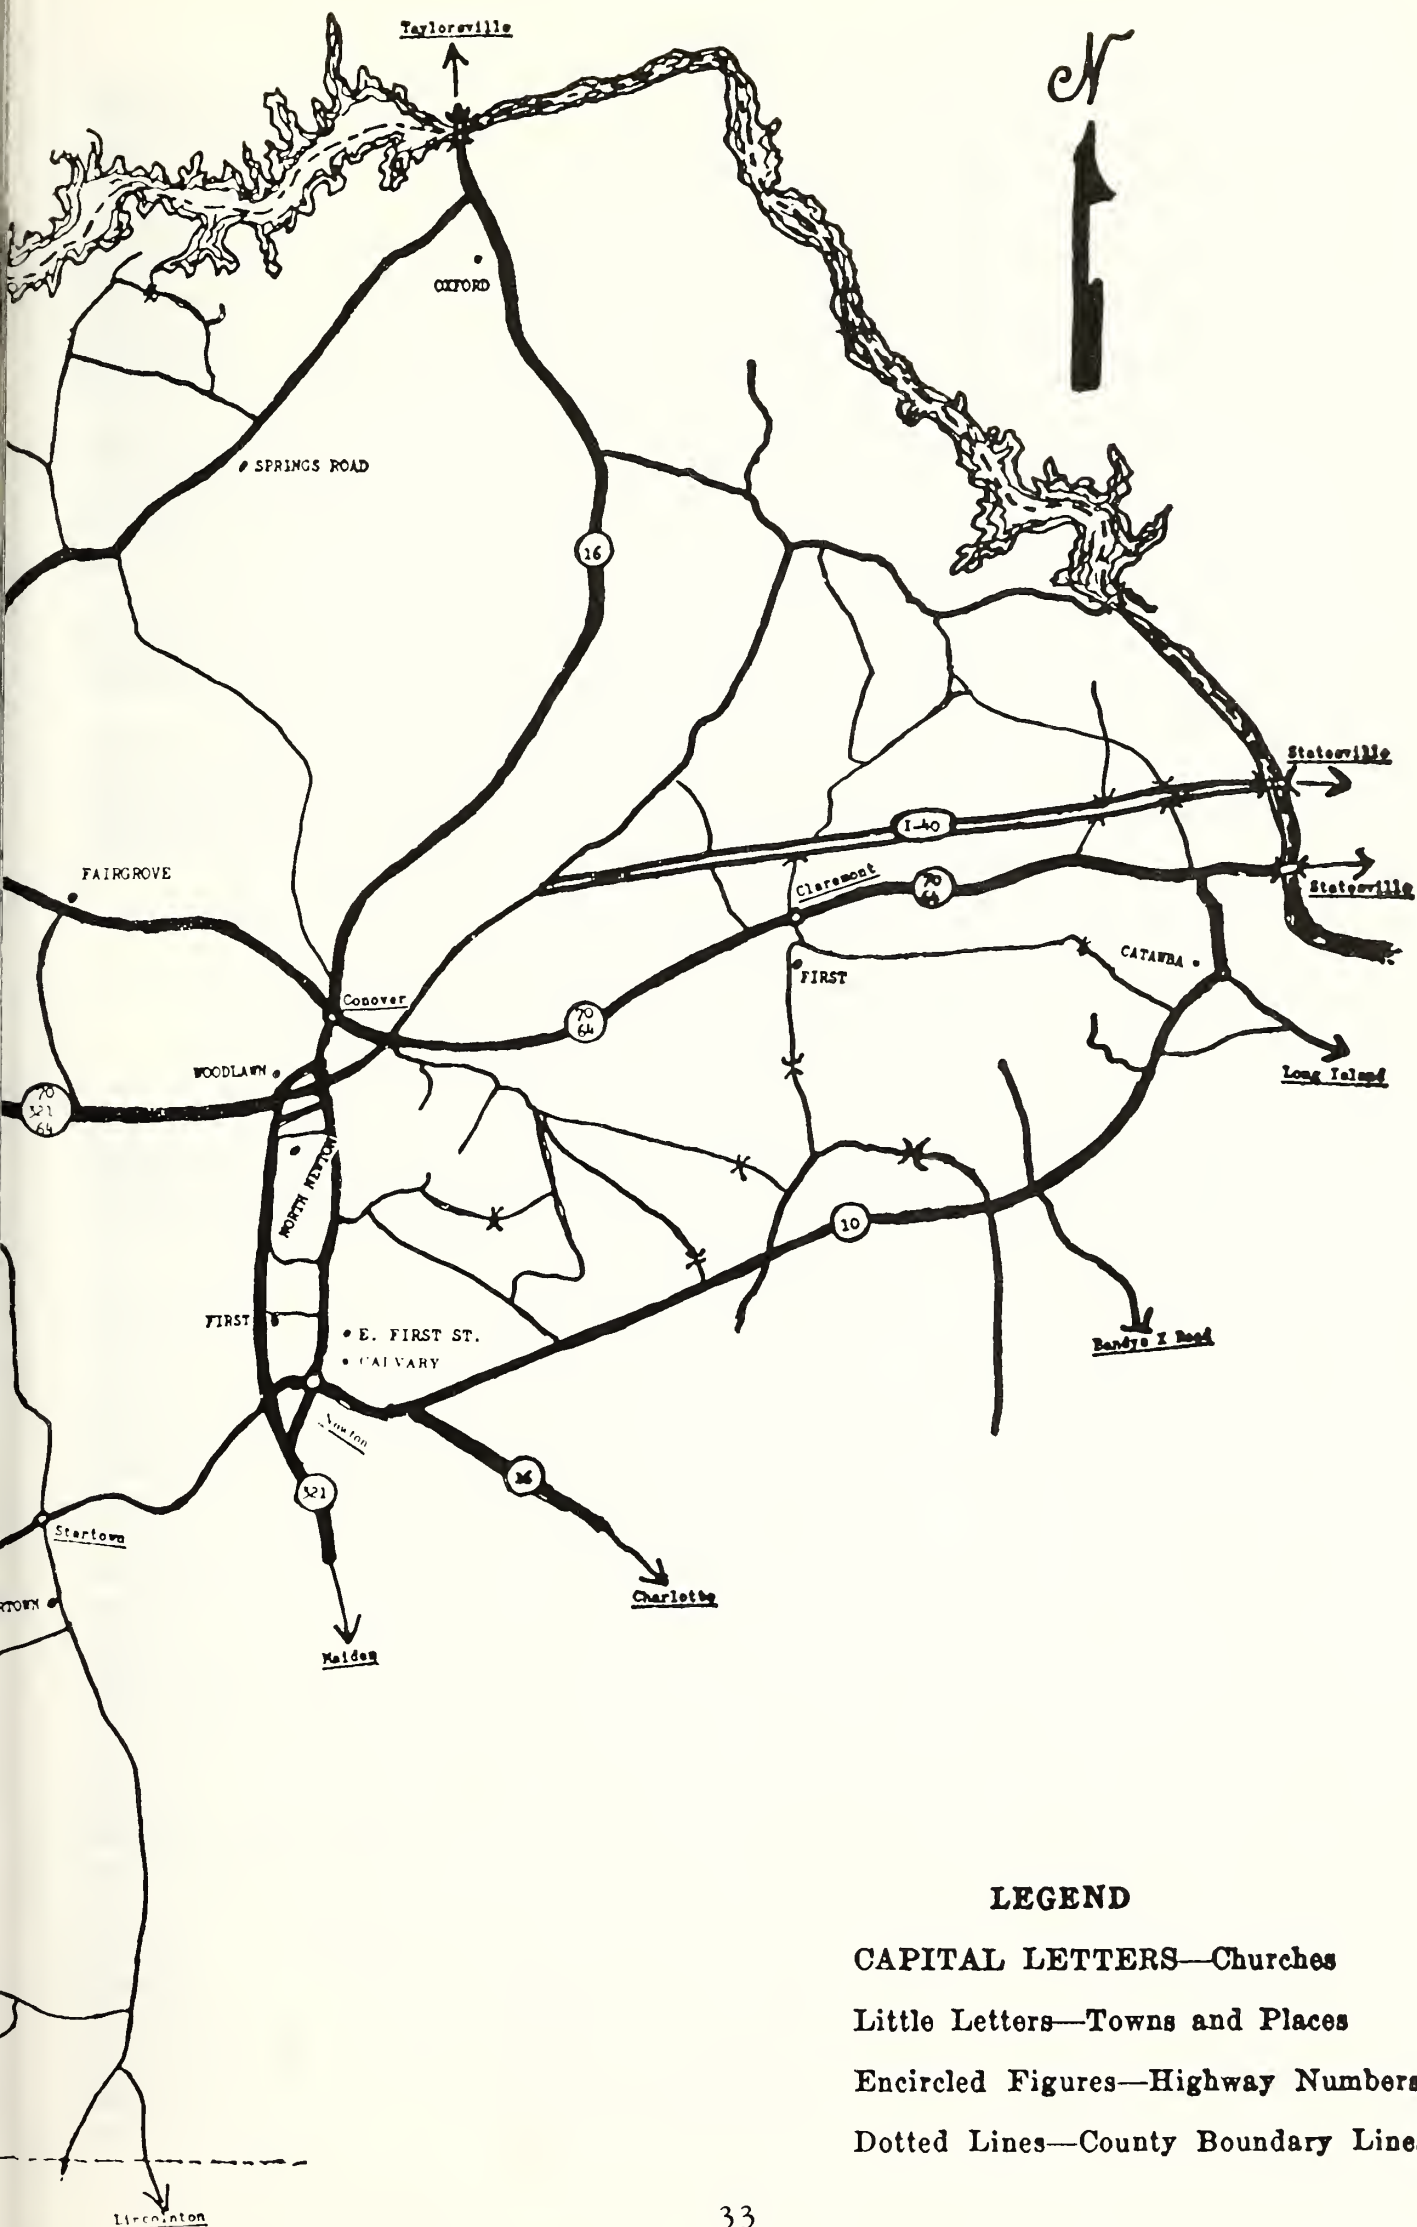 Taylorsville
N
OXFORD
SPRINGS ROAD
16
Statesville
I-40
FAIRGROVE
Claremont
70
64
Statesville
CATAWBA
FIRST
Conover
70
64
WOODLAWN
Long Island
70
321
64
NORTH NEWTON
10
FIRST
E. FIRST ST.
CALVARY
Bandys X Road
Newton
16
321
Startown
Charlotte
RTOWN
Maiden
LEGEND
CAPITAL LETTERS—Churches
Little Letters—Towns and Places
Encircled Figures—Highway Numbers
Dotted Lines—County Boundary Line
Lincolnton
33